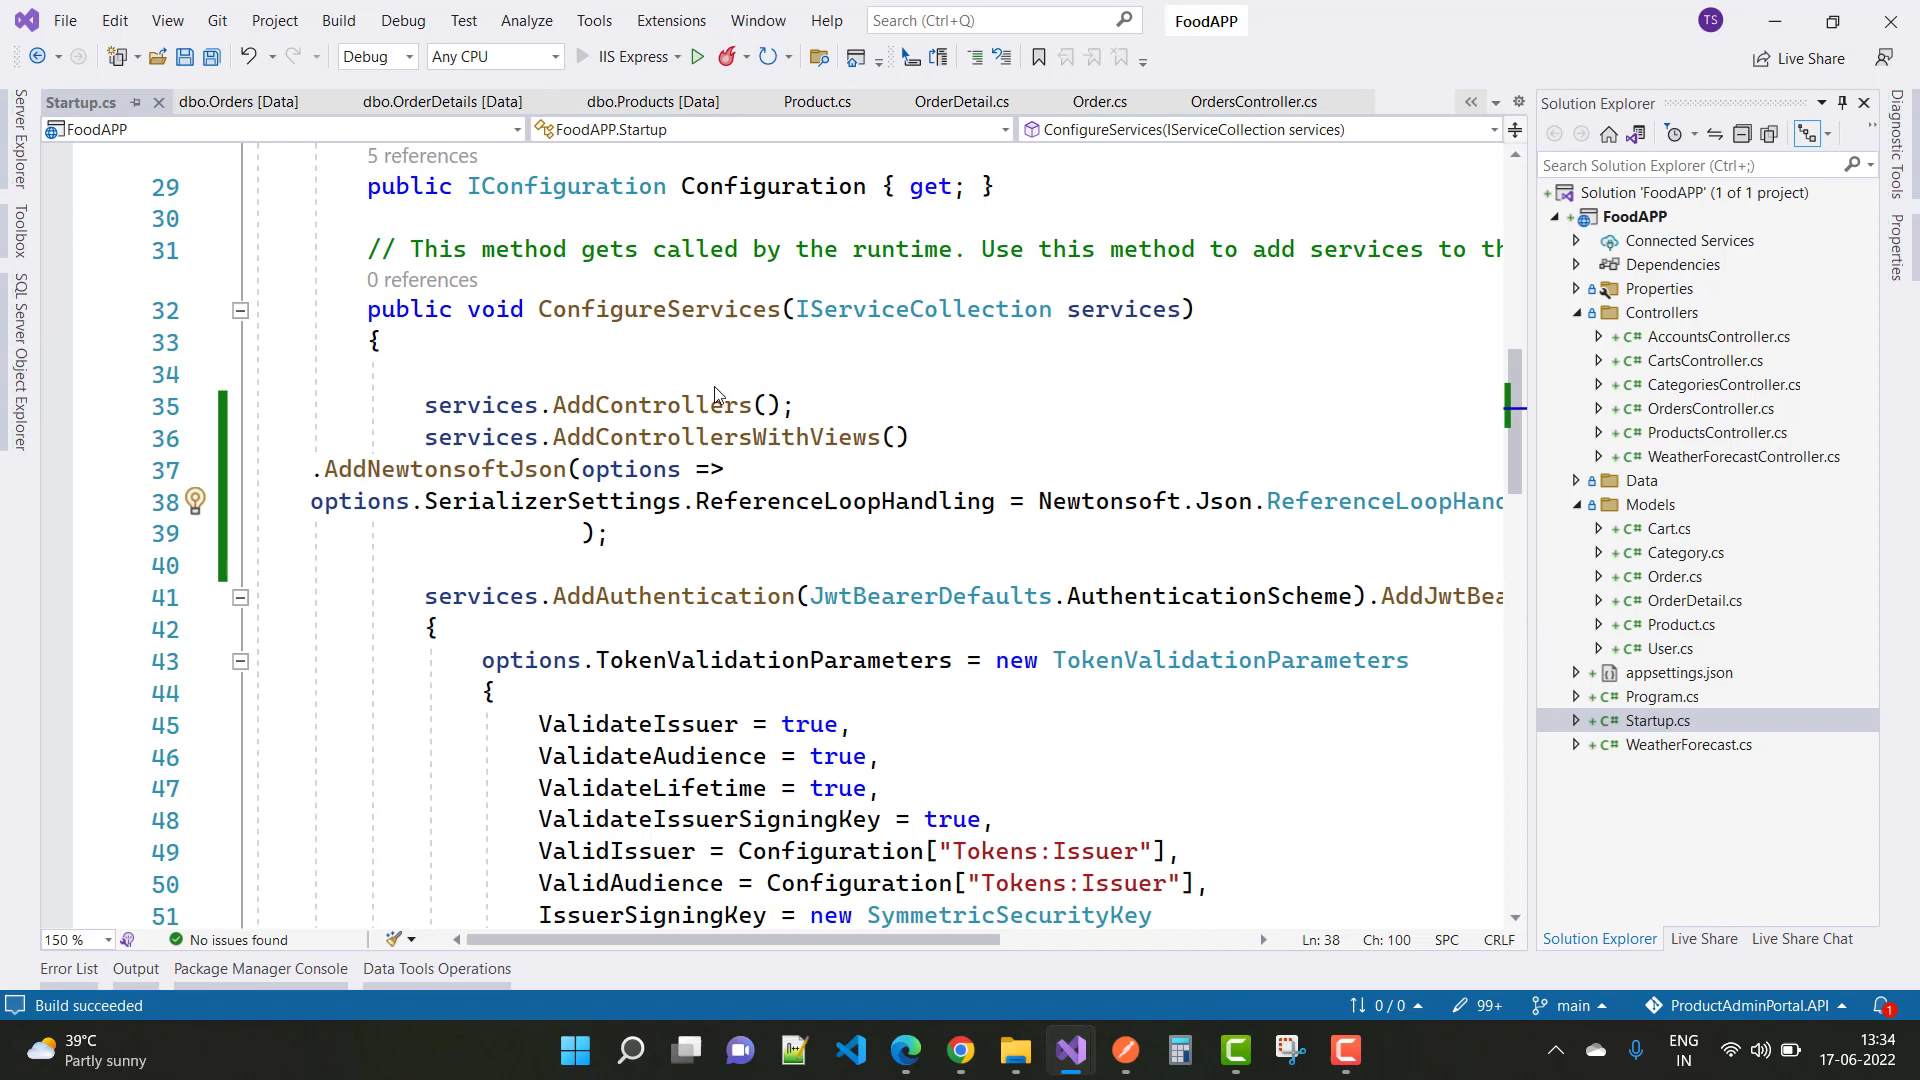 File Edit View Git Project Build Debug Test Analyze Tools Extensions Window Help Search (Ctrl+Q) FoodAPP TS
Debug Any CPU IIS Express Live Share
Startup.cs dbo.Orders [Data] dbo.OrderDetails [Data] dbo.Products [Data] Product.cs OrderDetail.cs Order.cs OrdersController.cs
FoodAPP FoodAPP.Startup ConfigureServices(IServiceCollection services)
5 references
29 public IConfiguration Configuration { get; }
30
31 // This method gets called by the runtime. Use this method to add services to th
0 references
32 public void ConfigureServices(IServiceCollection services)
33 {
34
35 services.AddControllers();
36 services.AddControllersWithViews()
37 .AddNewtonsoftJson(options =>
38 options.SerializerSettings.ReferenceLoopHandling = Newtonsoft.Json.ReferenceLoopHand
39 );
40
41 services.AddAuthentication(JwtBearerDefaults.AuthenticationScheme).AddJwtBea
42 {
43 options.TokenValidationParameters = new TokenValidationParameters
44 {
45 ValidateIssuer = true,
46 ValidateAudience = true,
47 ValidateLifetime = true,
48 ValidateIssuerSigningKey = true,
49 ValidIssuer = Configuration["Tokens:Issuer"],
50 ValidAudience = Configuration["Tokens:Issuer"],
51 IssuerSigningKey = new SymmetricSecurityKey
150 % No issues found Ln: 38 Ch: 100 SPC CRLF
Error List Output Package Manager Console Data Tools Operations
Server Explorer
Toolbox
SQL Server Object Explorer
Solution Explorer
Search Solution Explorer (Ctrl+;)
Solution 'FoodAPP' (1 of 1 project)
FoodAPP
Connected Services
Dependencies
Properties
Controllers
C# AccountsController.cs
C# CartsController.cs
C# CategoriesController.cs
C# OrdersController.cs
C# ProductsController.cs
C# WeatherForecastController.cs
Data
Models
C# Cart.cs
C# Category.cs
C# Order.cs
C# OrderDetail.cs
C# Product.cs
C# User.cs
appsettings.json
C# Program.cs
C# Startup.cs
C# WeatherForecast.cs
Solution Explorer Live Share Live Share Chat
Diagnostic Tools
Properties
Build succeeded 0 / 0 99+ main ProductAdminPortal.API 1
39°C
Partly sunny
ENG
IN
13:34
17-06-2022